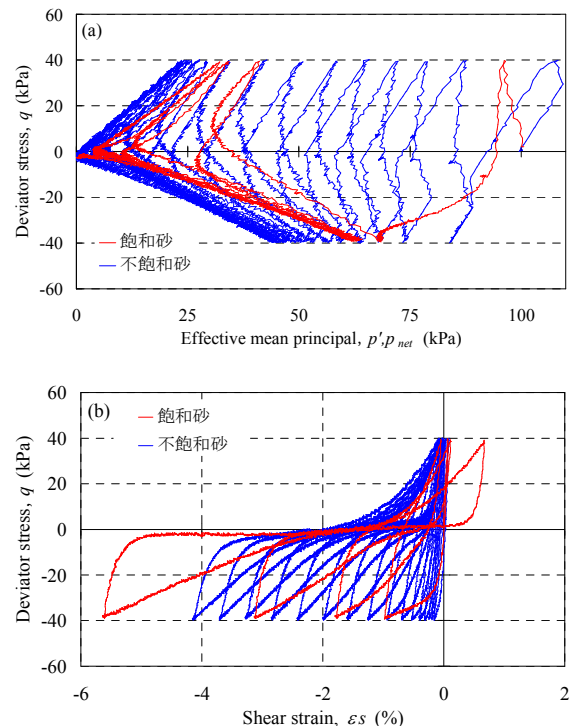 (a)
60
40
20
0
-20
-40
-60
Deviator stress, q (kPa)
飽和砂
不飽和砂
0 25 50 75 100
Effective mean principal, p',p net (kPa)
(b)
60
40
20
0
-20
-40
-60
Deviator stress, q (kPa)
飽和砂
不飽和砂
-6 -4 -2 0 2
Shear strain, εs (%)